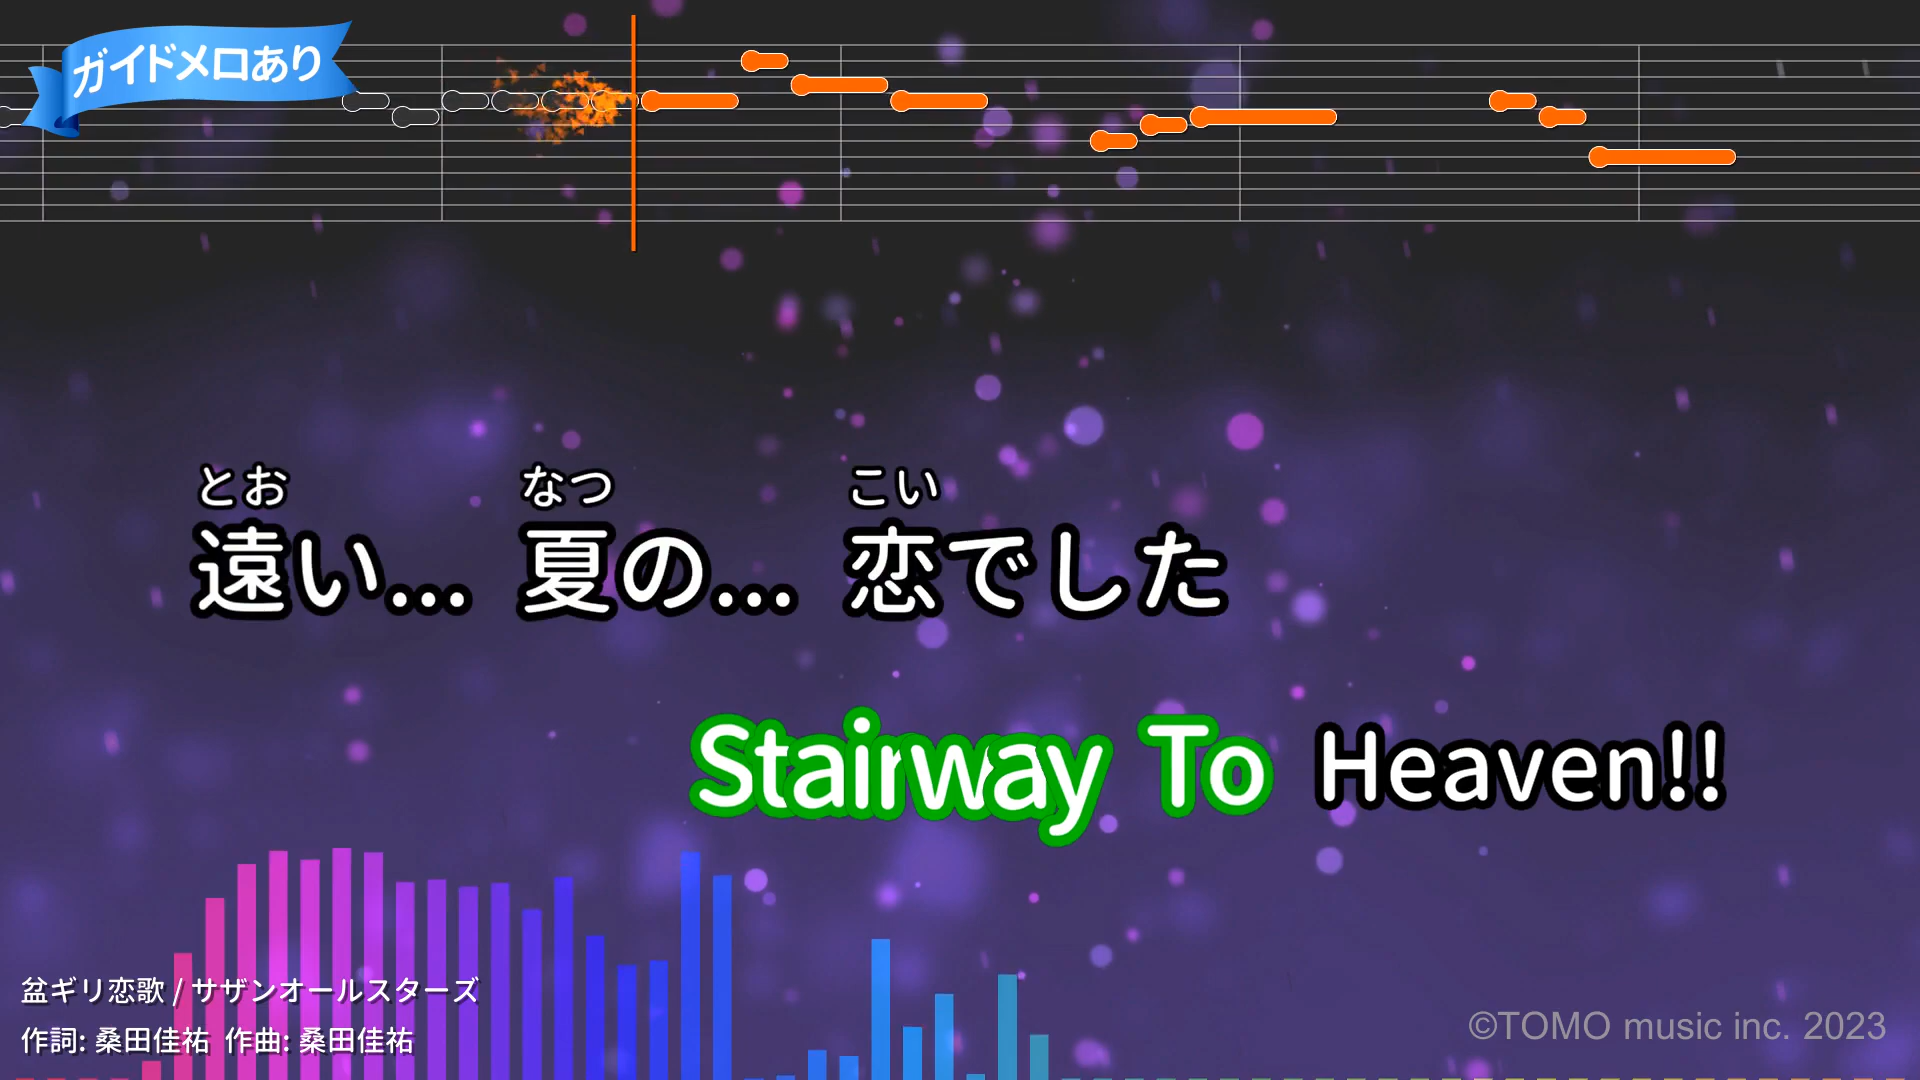 ガイドメロあり
とお なつ こい
遠い... 夏の... 恋でした
Stairway To Heaven!!
盆ギリ恋歌 / サザンオールスターズ
作詞: 桑田佳祐 作曲: 桑田佳祐
©TOMO music inc. 2023